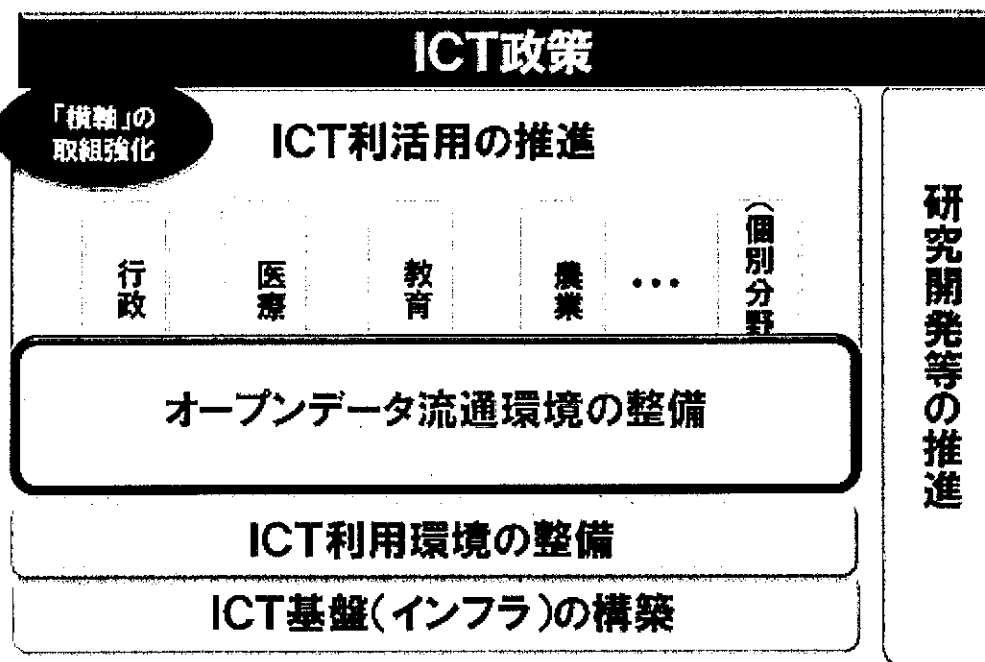 ICT政策
「横軸」の
取組強化
ICT利活用の推進
行政
医療
教育
農業
・・・
(個別分野
オープンデータ流通環境の整備
ICT利用環境の整備
ICT基盤(インフラ)の構築
研究開発等の推進